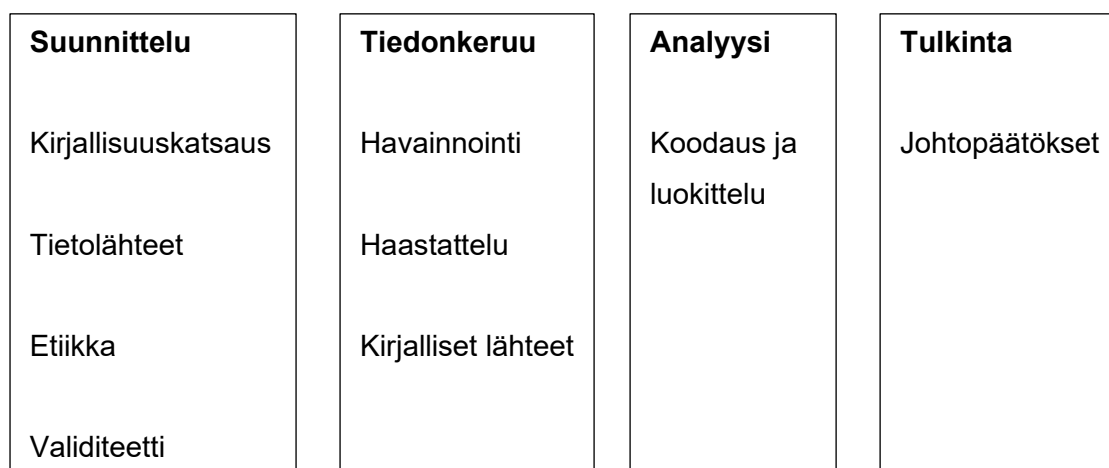 Suunnittelu
Kirjallisuuskatsaus
Tietolähteet
Etiikka
Validiteetti
Tiedonkeruu
Havainnointi
Haastattelu
Kirjalliset lähteet
Analyysi
Koodaus ja
luokittelu
Tulkinta
Johtopäätökset